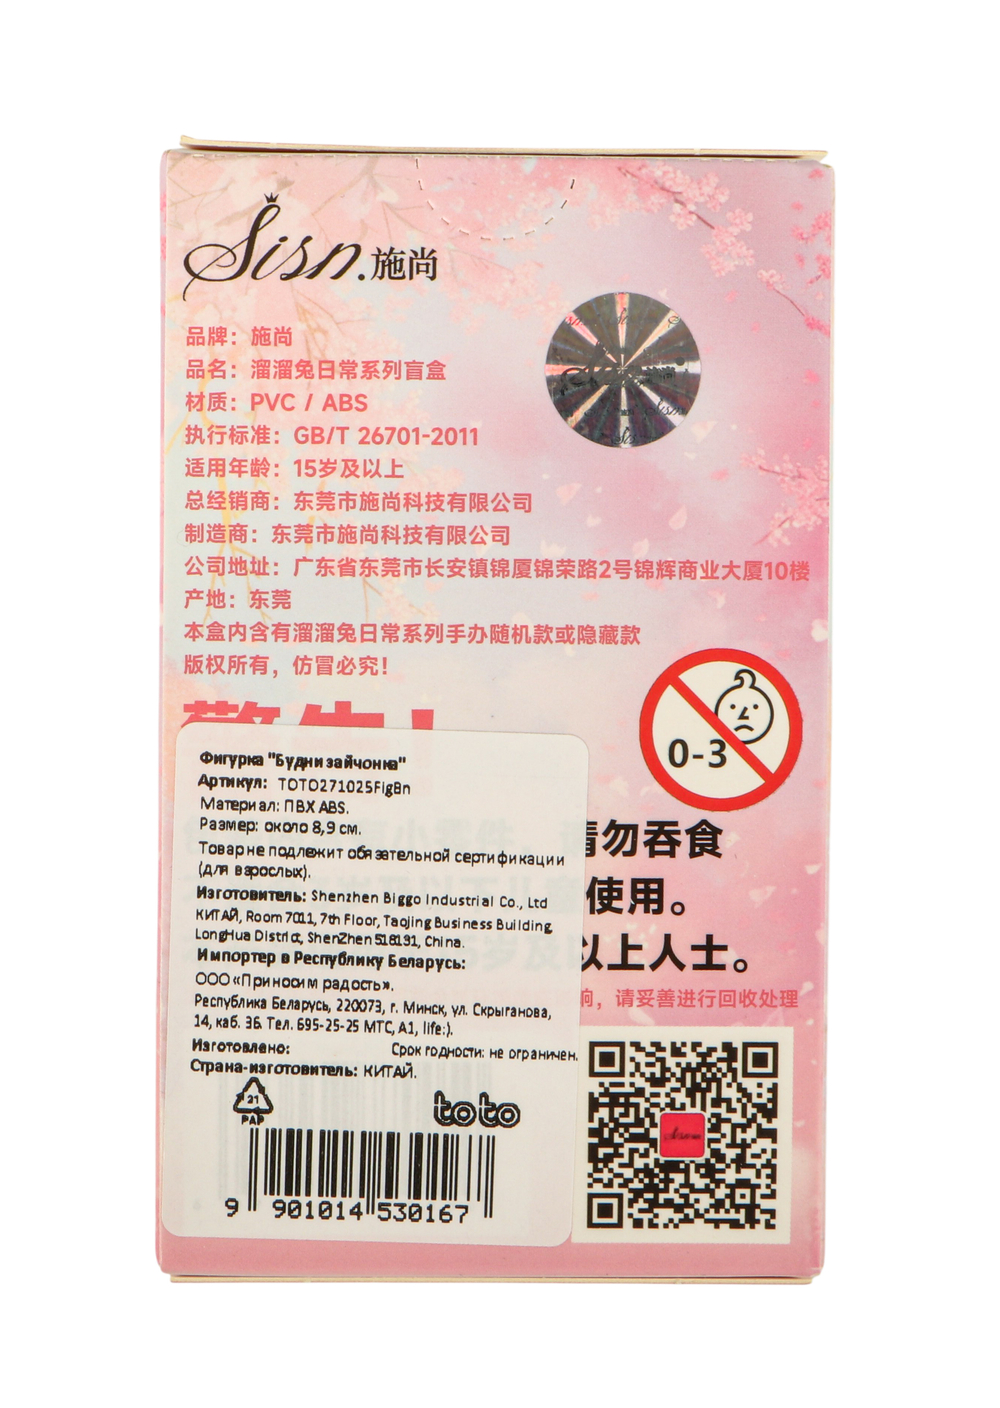 Sisn.施尚
品牌：施尚
品名：溜溜兔日常系列盲盒
材质：PVC / ABS
执行标准：GB/T 26701-2011
适用年龄：15岁及以上
总经销商：东莞市施尚科技有限公司
制造商：东莞市施尚科技有限公司
公司地址：广东省东莞市长安镇锦厦锦荣路2号锦辉商业大厦10楼
产地：东莞
本盒内含有溜溜兔日常系列手办随机款或隐藏款
版权所有，仿冒必究！
0-3
请勿吞食
使用。
以上人士。
响，请妥善进行回收处理
Фигурка "Будни зайчонка"
Артикул: TOTO271025FigBn
Материал: ПВХ ABS.
Размер: около 8,9 см.
Товар не подлежит обязательной сертификации
(для взрослых).
Изготовитель: Shenzhen Biggo Industrial Co., Ltd
КИТАЙ, Room 7011, 7th Floor, Taojing Business Building,
LongHua District, ShenZhen 518131, China.
Импортер в Республику Беларусь:
ООО «Приносим радость».
Республика Беларусь, 220073, г. Минск, ул. Скрыганова,
14, каб. 36. Тел. 695-25-25 МТС, А1, life:).
Изготовлено: Срок годности: не ограничен.
Страна-изготовитель: КИТАЙ.
21
PAP
toto
9 901014 530167